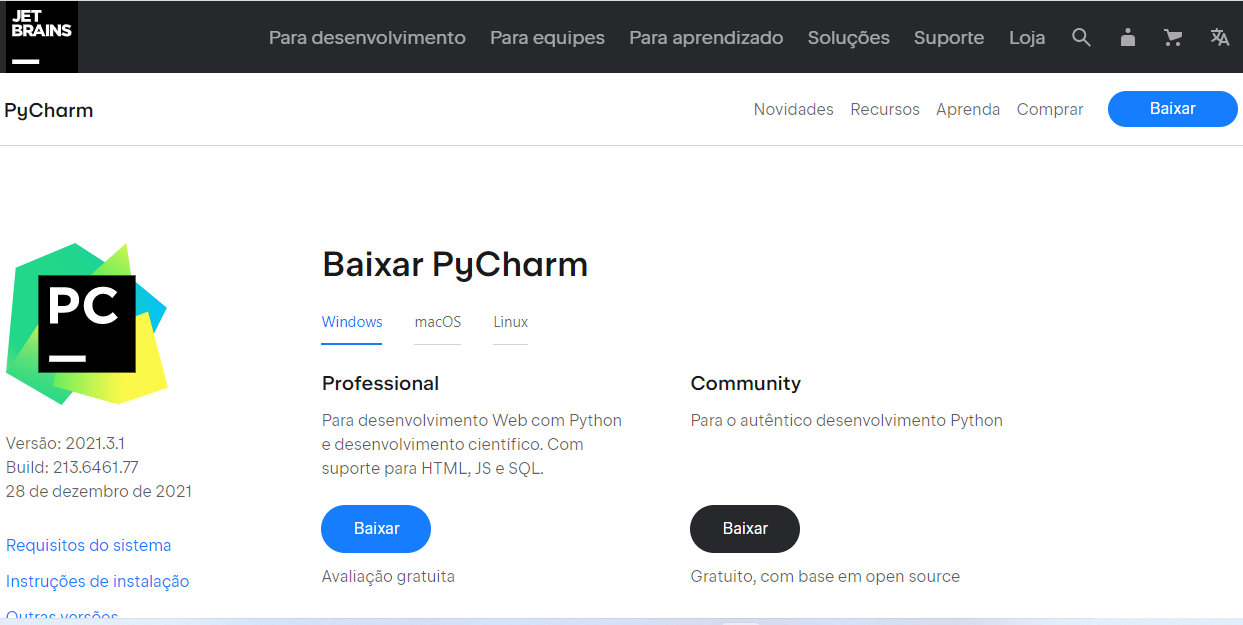 JET
BRAINS
Para desenvolvimento Para equipes Para aprendizado Soluções Suporte Loja
PyCharm
Novidades Recursos Aprenda Comprar Baixar
PC
Versão: 2021.3.1
Build: 213.6461.77
28 de dezembro de 2021
Requisitos do sistema
Instruções de instalação
Outras versões
Baixar PyCharm
Windows macOS Linux
Professional
Para desenvolvimento Web com Python
e desenvolvimento científico. Com
suporte para HTML, JS e SQL.
Baixar
Avaliação gratuita
Community
Para o autêntico desenvolvimento Python
Baixar
Gratuito, com base em open source